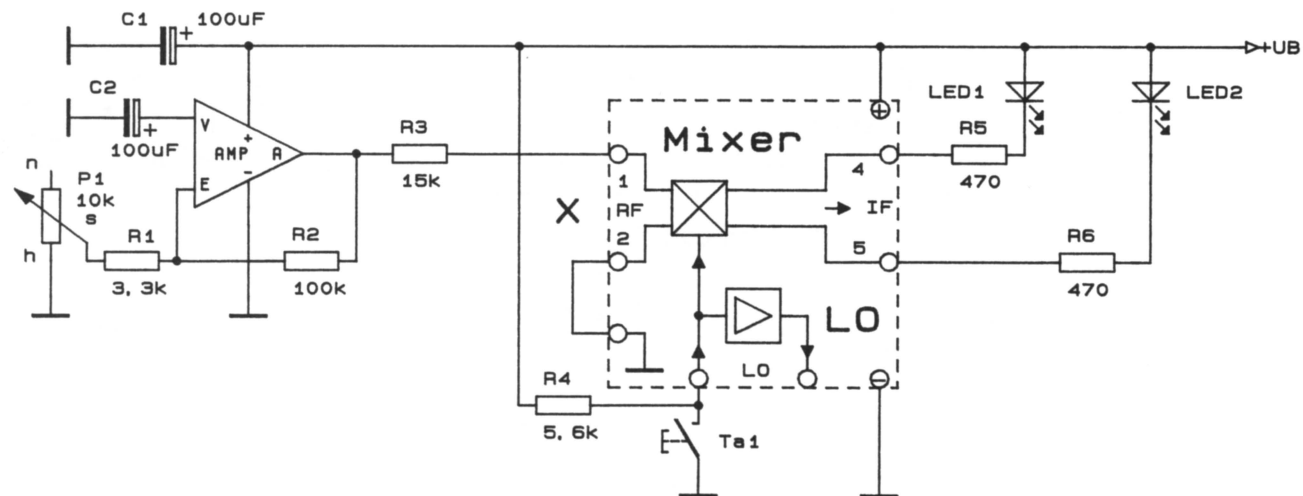 C1
100uF
+
+UB
C2
100uF
+
V
AMP
A
+
-
E
n
P1
10k
s
h
R1
3,3k
R2
100k
R3
15k
R4
5,6k
Mixer
X
1
RF
2
4
IF
5
LO
LO
R5
470
R6
470
LED1
LED2
Ta1